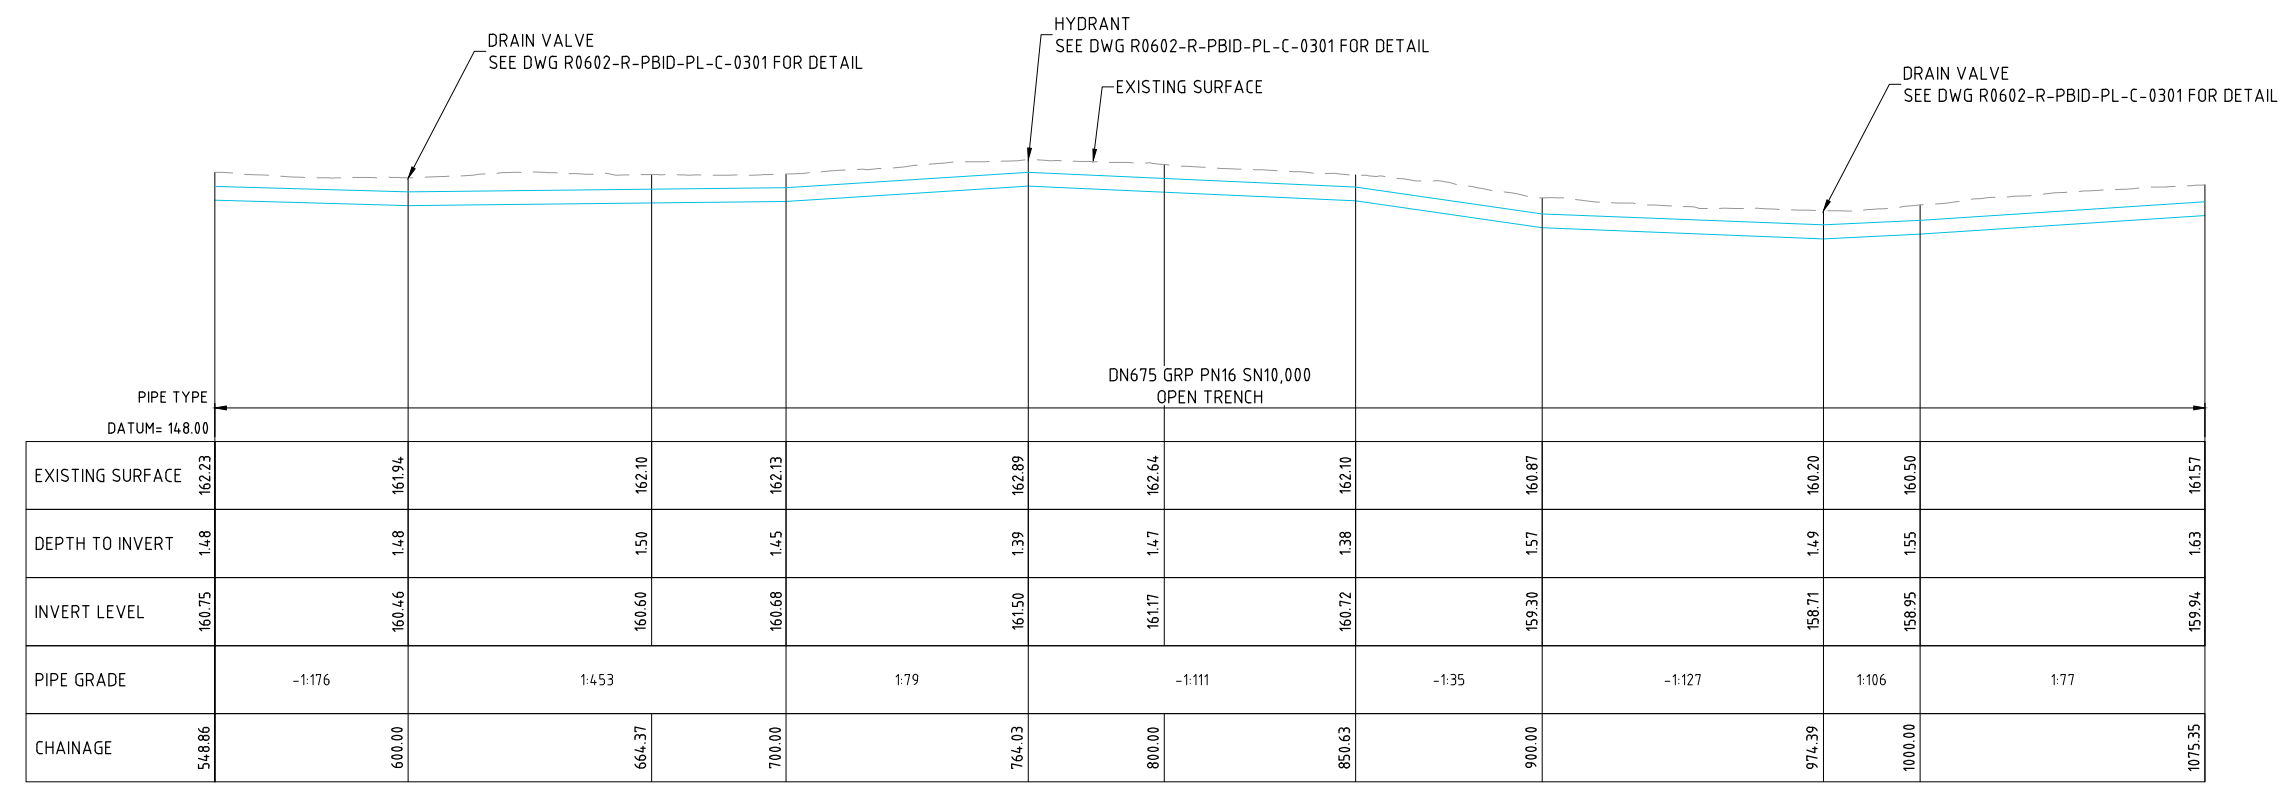 HYDRANT
SEE DWG R0602-R-PBID-PL-C-0301 FOR DETAIL
DRAIN VALVE
SEE DWG R0602-R-PBID-PL-C-0301 FOR DETAIL
EXISTING SURFACE
DRAIN VALVE
SEE DWG R0602-R-PBID-PL-C-0301 FOR DETAIL
DN675 GRP PN16 SN10,000
OPEN TRENCH
PIPE TYPE
DATUM= 148.00
EXISTING SURFACE 162.23 161.94 162.10 162.13 162.89 162.64 162.10 160.87 160.20 160.50 161.57
DEPTH TO INVERT 1.48 1.48 1.50 1.45 1.39 1.47 1.38 1.57 1.49 1.55 1.63
INVERT LEVEL 160.75 160.46 160.60 160.68 161.50 161.17 160.72 159.30 158.71 158.95 159.94
PIPE GRADE -1:176 1:453 1:79 -1:111 -1:35 -1:127 1:106 1:77
CHAINAGE 548.86 600.00 664.37 700.00 764.03 800.00 850.63 900.00 974.39 1000.00 1075.35